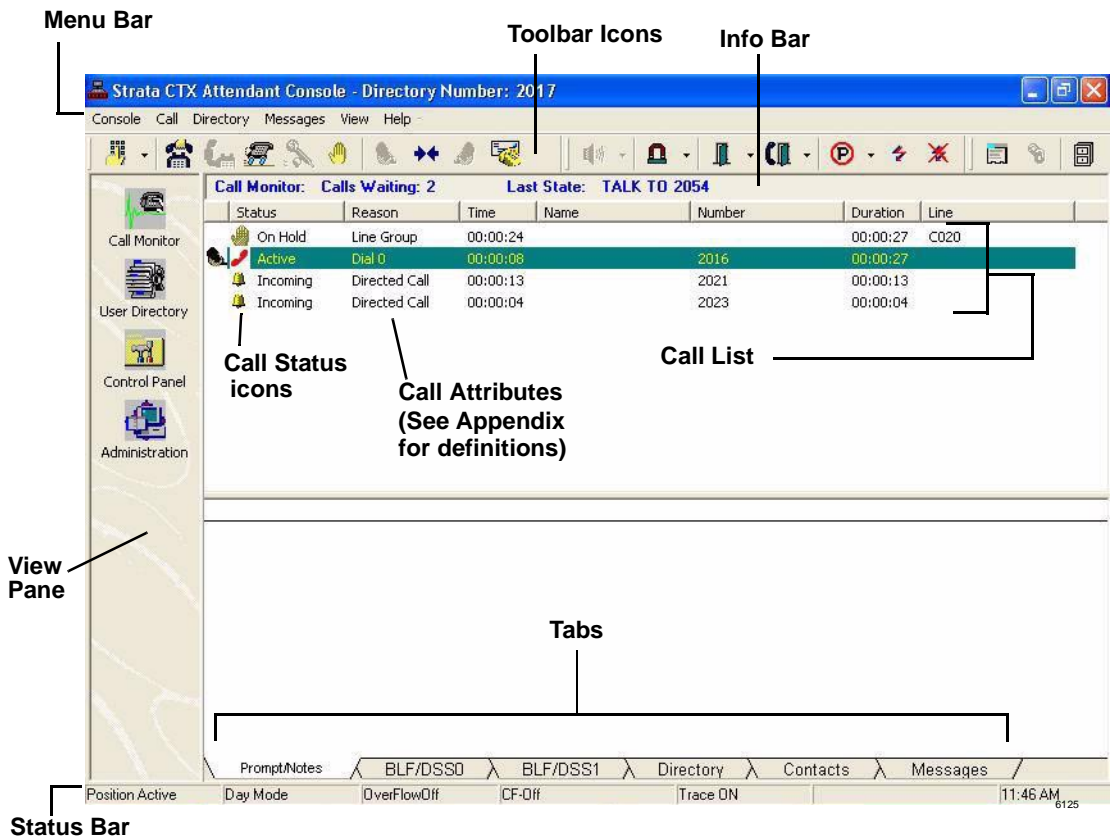 Menu Bar
Toolbar Icons
Info Bar
Strata CTX Attendant Console - Directory Number: 2017
Console Call Directory Messages View Help
Call Monitor: Calls Waiting: 2 Last State: TALK TO 2054
Status Reason Time Name Number Duration Line
On Hold Line Group 00:00:24 00:00:27 C020
Active Dial 0 00:00:08 2016 00:00:27
Incoming Directed Call 00:00:13 2021 00:00:13
Incoming Directed Call 00:00:04 2023 00:00:04
Call Monitor
User Directory
Control Panel
Administration
Call Status
icons
Call Attributes
(See Appendix
for definitions)
Call List
View
Pane
Tabs
Prompt/Notes BLF/DSS0 BLF/DSS1 Directory Contacts Messages
Position Active Day Mode OverFlowOff CF-Off Trace ON 11:46 AM
6125
Status Bar